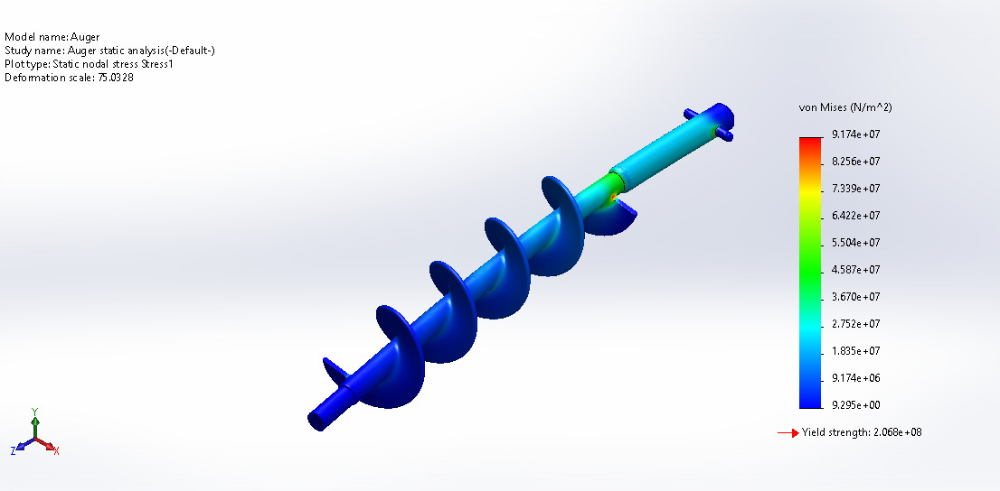 Model name: Auger
Study name: Auger static analysis(-Default-)
Plot type: Static nodal stress Stress1
Deformation scale: 75.0328
von Mises (N/m^2)
9.174e+07
8.256e+07
7.339e+07
6.422e+07
5.504e+07
4.587e+07
3.670e+07
2.752e+07
1.835e+07
9.174e+06
9.295e+00
Yield strength: 2.068e+08
Y
Z
X